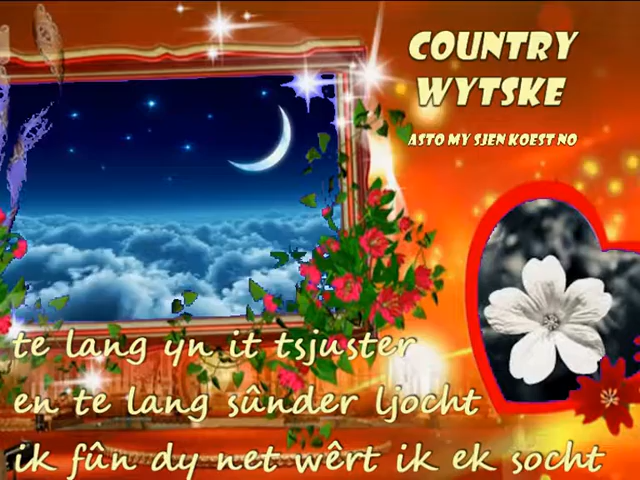 COUNTRY
WYTSKE
ASTO MY SJEN KOEST NO
te lang yn it tsjuster
en te lang sûnder ljocht
ik fûn dy net wêrt ik ek socht